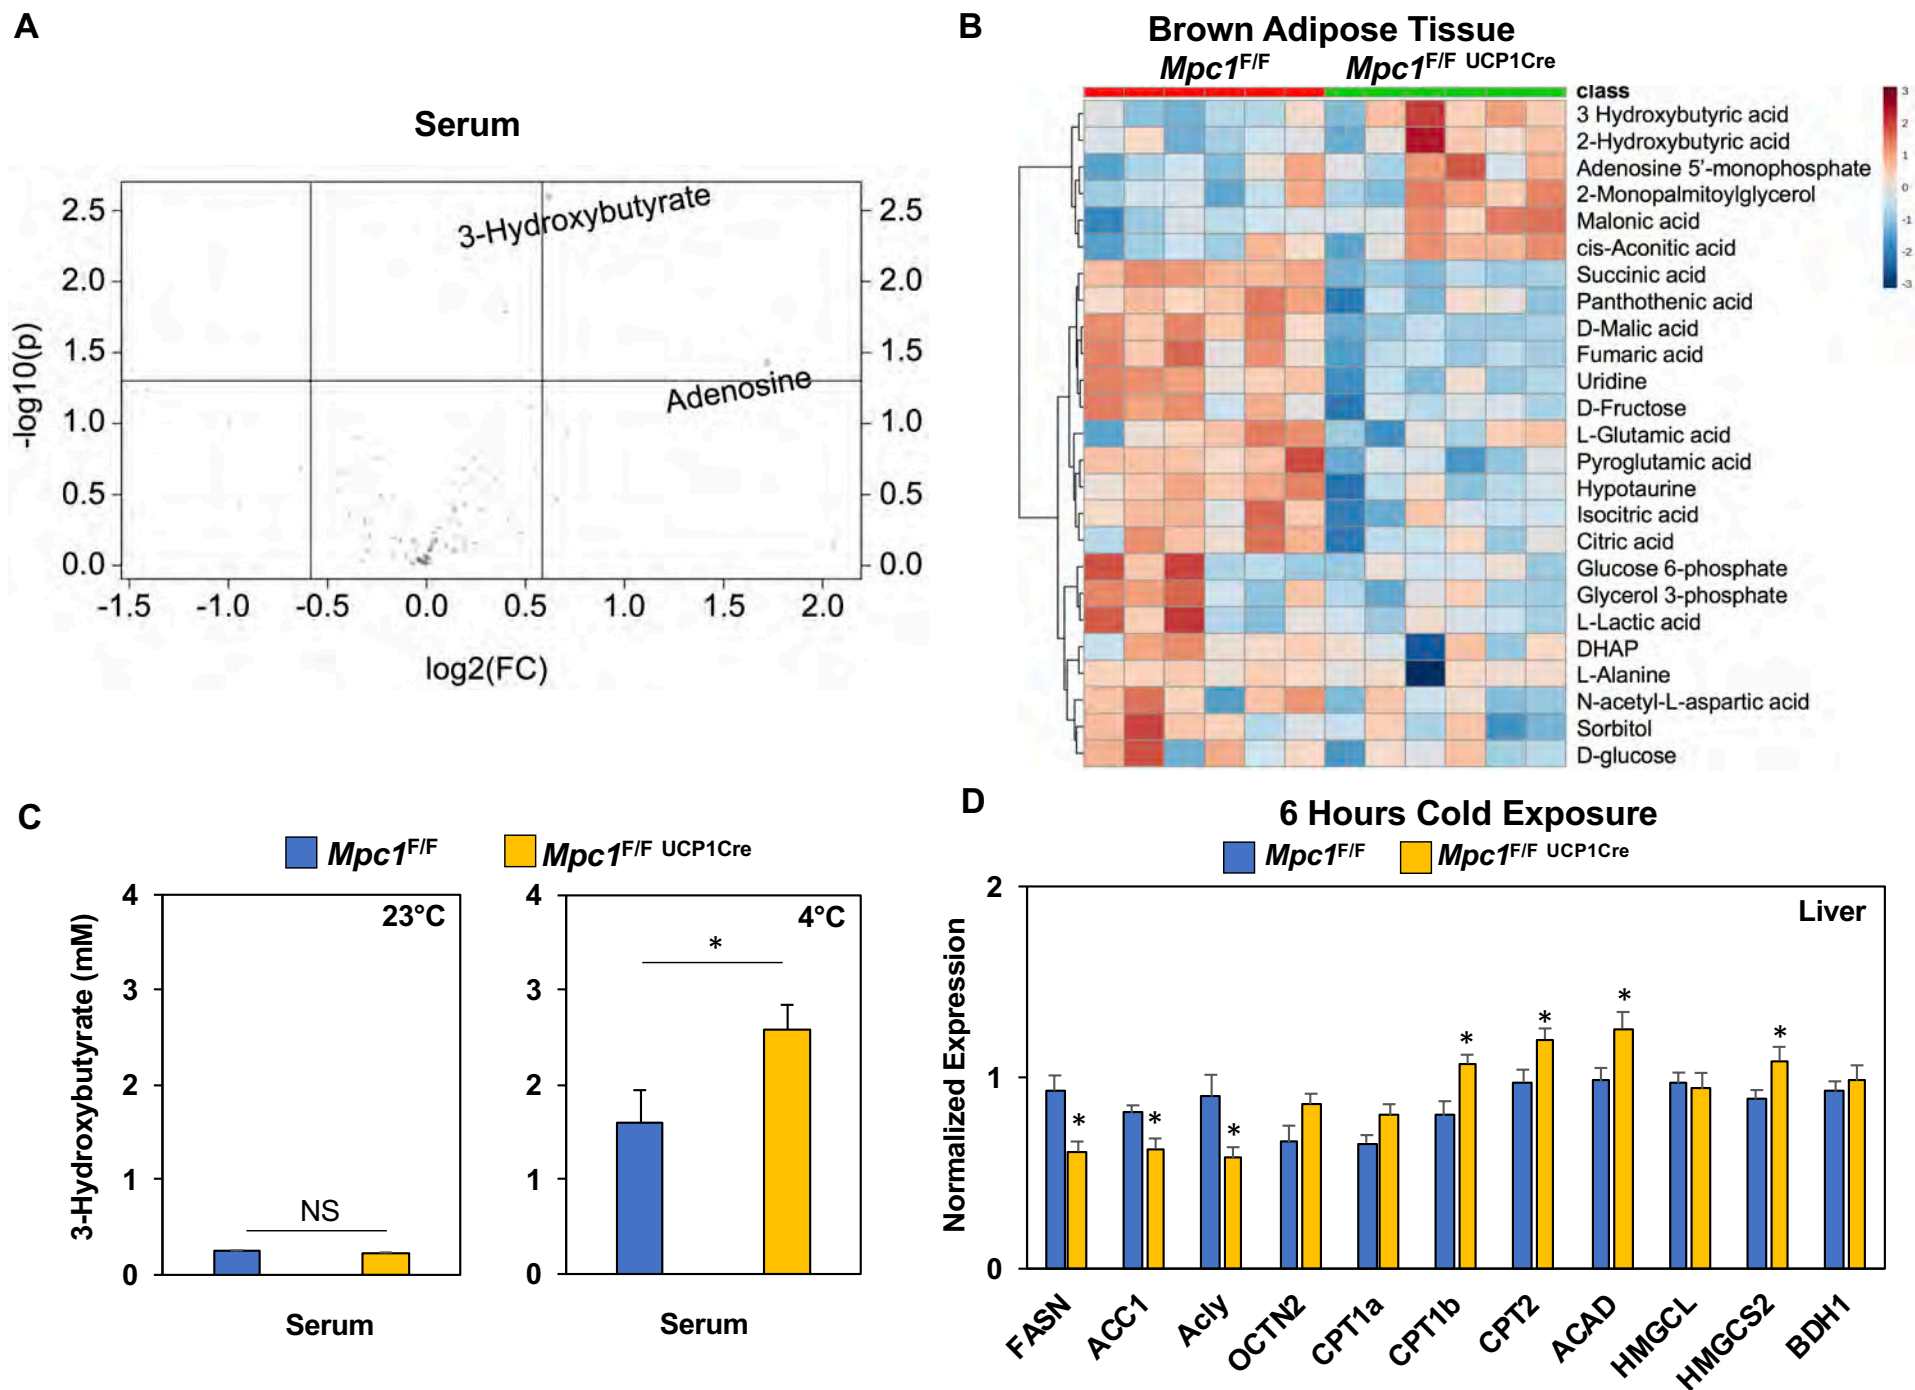 A
Serum
3-Hydroxybutyrate
Adenosine
2.5
2.0
1.5
1.0
0.5
0.0
2.5
2.0
1.5
1.0
0.5
0.0
-log10(p)
-1.5 -1.0 -0.5 0.0 0.5 1.0 1.5 2.0
log2(FC)
B
Brown Adipose Tissue
Mpc1F/F Mpc1F/F UCP1Cre
class
3 Hydroxybutyric acid
2-Hydroxybutyric acid
Adenosine 5'-monophosphate
2-Monopalmitoylglycerol
Malonic acid
cis-Aconitic acid
Succinic acid
Panthothenic acid
D-Malic acid
Fumaric acid
Uridine
D-Fructose
L-Glutamic acid
Pyroglutamic acid
Hypotaurine
Isocitric acid
Citric acid
Glucose 6-phosphate
Glycerol 3-phosphate
L-Lactic acid
DHAP
L-Alanine
N-acetyl-L-aspartic acid
Sorbitol
D-glucose
3
2
1
0
-1
-2
-3
C
Mpc1F/F Mpc1F/F UCP1Cre
3-Hydroxybutyrate (mM)
4
3
2
1
0
23°C
NS
Serum
4
3
2
1
0
4°C
*
Serum
D
6 Hours Cold Exposure
Mpc1F/F Mpc1F/F UCP1Cre
Normalized Expression
2
1
0
Liver
* * * * * * *
FASN ACC1 Acly OCTN2 CPT1a CPT1b CPT2 ACAD HMGCL HMGCS2 BDH1